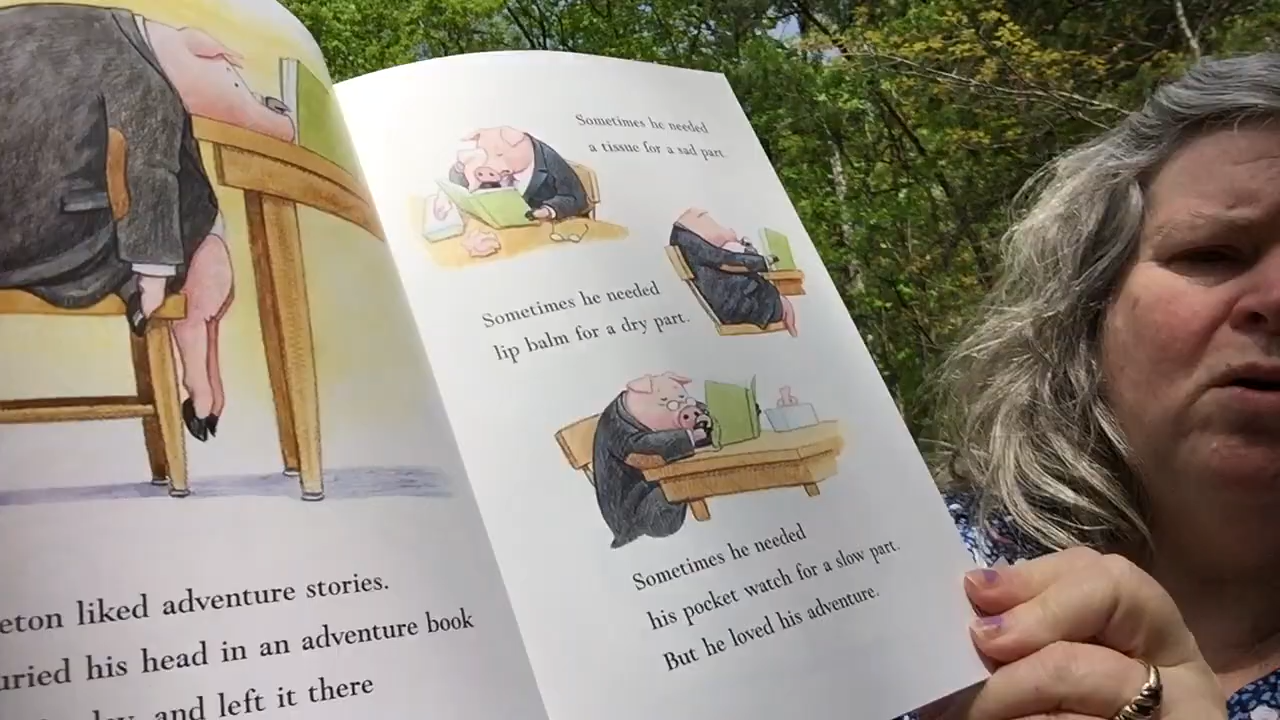 liked adventure stories.
his head in an adventure book
and left it there
Sometimes he needed
a tissue for a sad part.
Sometimes he needed
lip balm for a dry part.
Sometimes he needed
his pocket watch for a slow part.
But he loved his adventure.